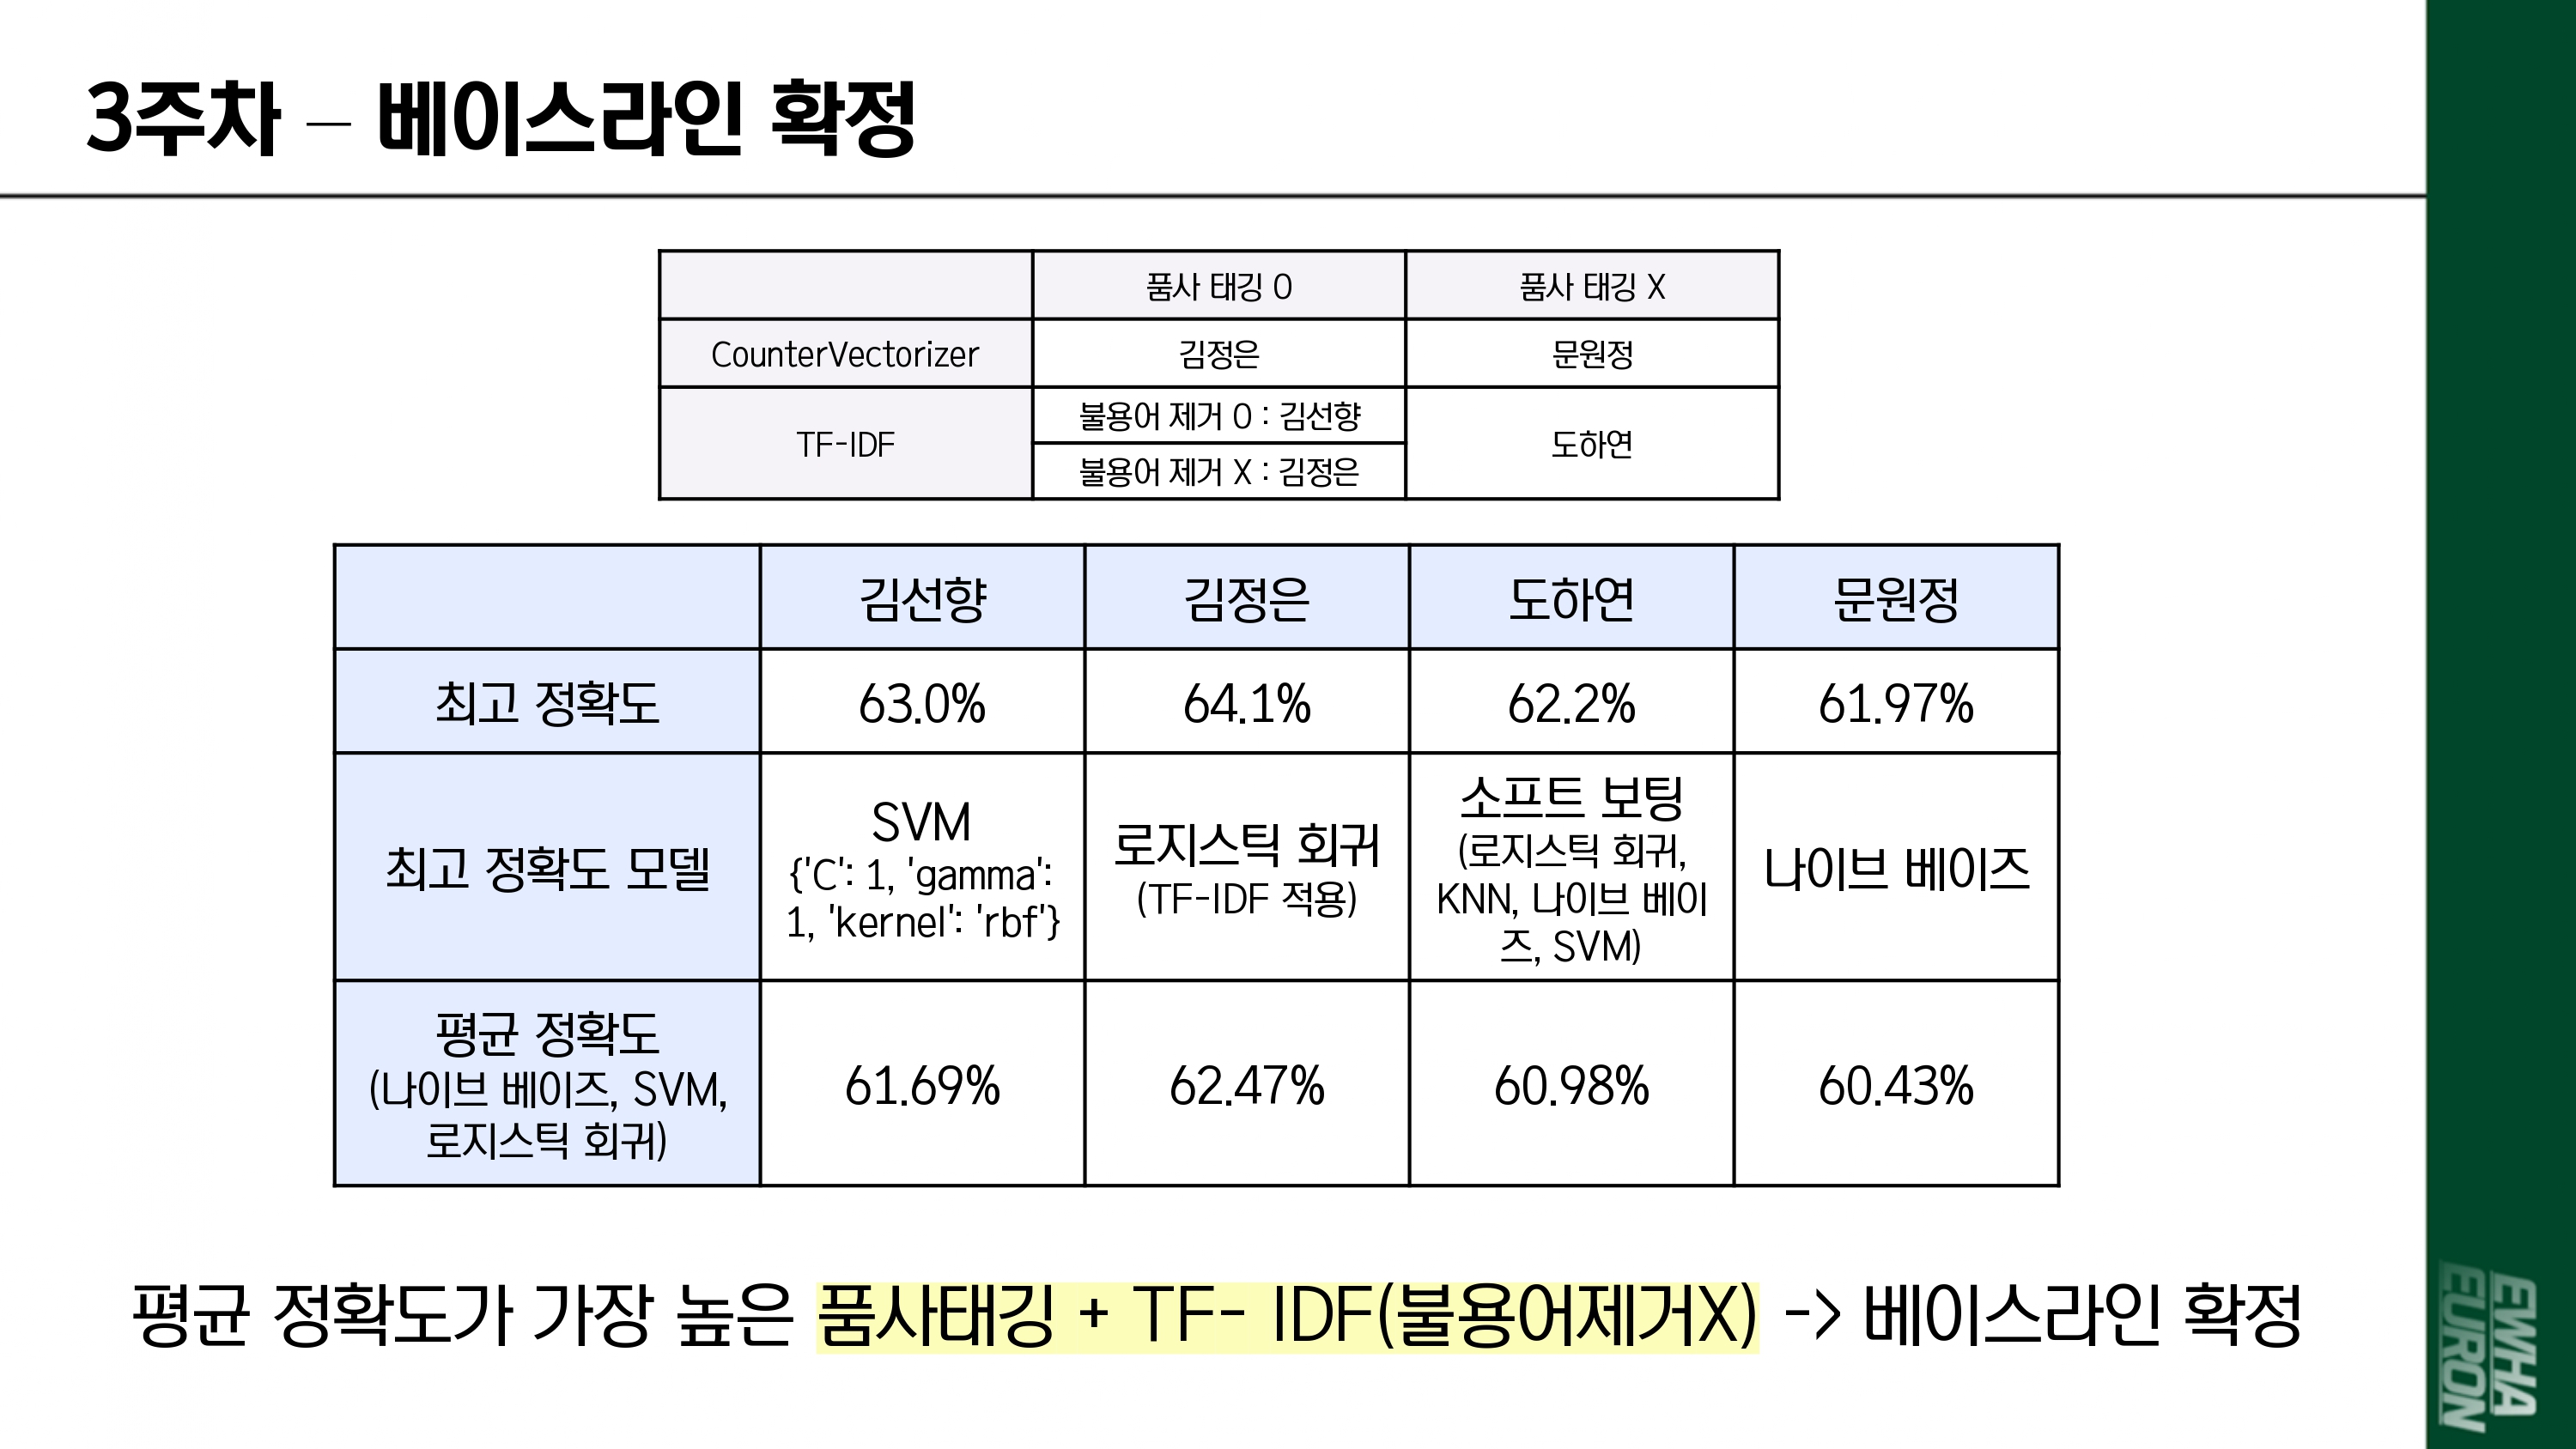 3주차 – 베이스라인 확정
품사 태깅 O
품사 태깅 X
CounterVectorizer
김정은
문원정
TF-IDF
불용어 제거 O : 김선향
불용어 제거 X : 김정은
도하연
김선향
김정은
도하연
문원정
최고 정확도
63.0%
64.1%
62.2%
61.97%
최고 정확도 모델
SVM
{'C': 1, 'gamma':
1, 'kernel': 'rbf'}
로지스틱 회귀
(TF-IDF 적용)
소프트 보팅
(로지스틱 회귀,
KNN, 나이브 베이
즈, SVM)
나이브 베이즈
평균 정확도
(나이브 베이즈, SVM,
로지스틱 회귀)
61.69%
62.47%
60.98%
60.43%
평균 정확도가 가장 높은 품사태깅 + TF- IDF(불용어제거X) -> 베이스라인 확정
EWHA
EURON